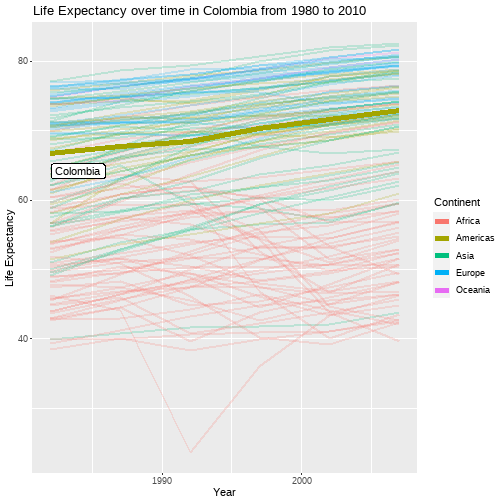 Life Expectancy over time in Colombia from 1980 to 2010
80
60
40
Life Expectancy
Colombia
1990
2000
Year
Continent
Africa
Americas
Asia
Europe
Oceania